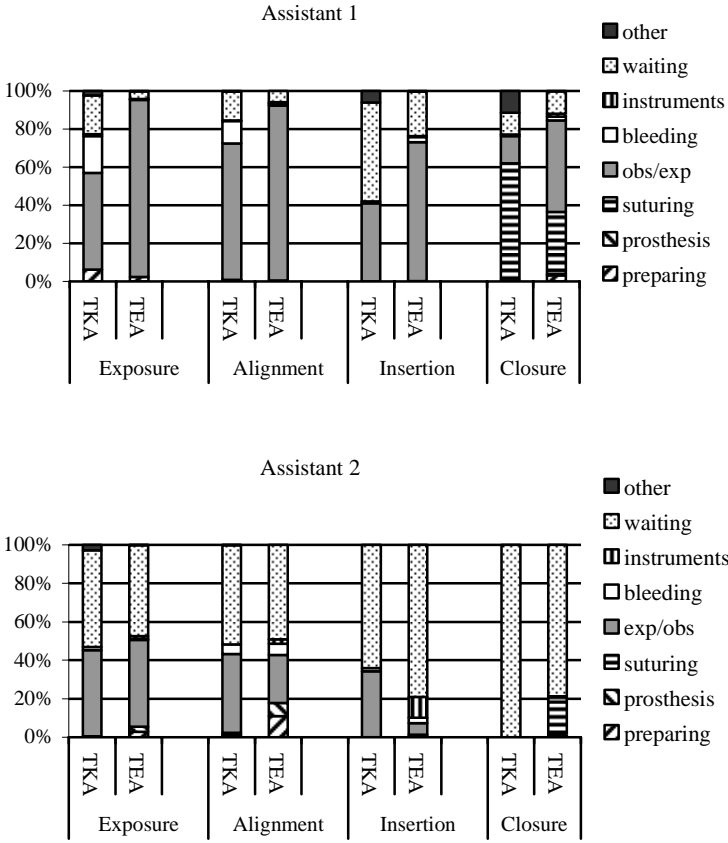 Assistant 1
other
waiting
instruments
bleeding
obs/exp
suturing
prosthesis
preparing
100%
80%
60%
40%
20%
0%
TKA TEA TKA TEA TKA TEA TKA TEA
Exposure Alignment Insertion Closure
Assistant 2
other
waiting
instruments
bleeding
exp/obs
suturing
prosthesis
preparing
100%
80%
60%
40%
20%
0%
TKA TEA TKA TEA TKA TEA TKA TEA
Exposure Alignment Insertion Closure